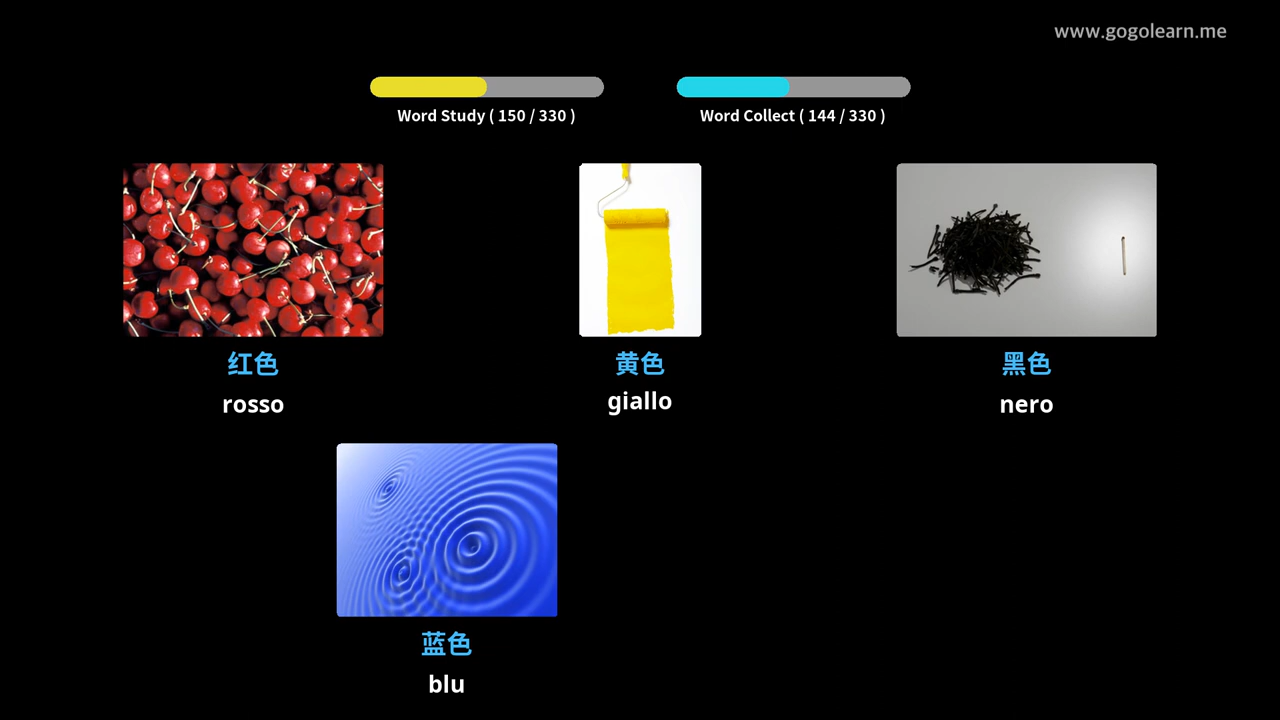 www.gogolearn.me
Word Study ( 150 / 330 )
Word Collect ( 144 / 330 )
红色
黄色
黑色
rosso
giallo
nero
蓝色
blu